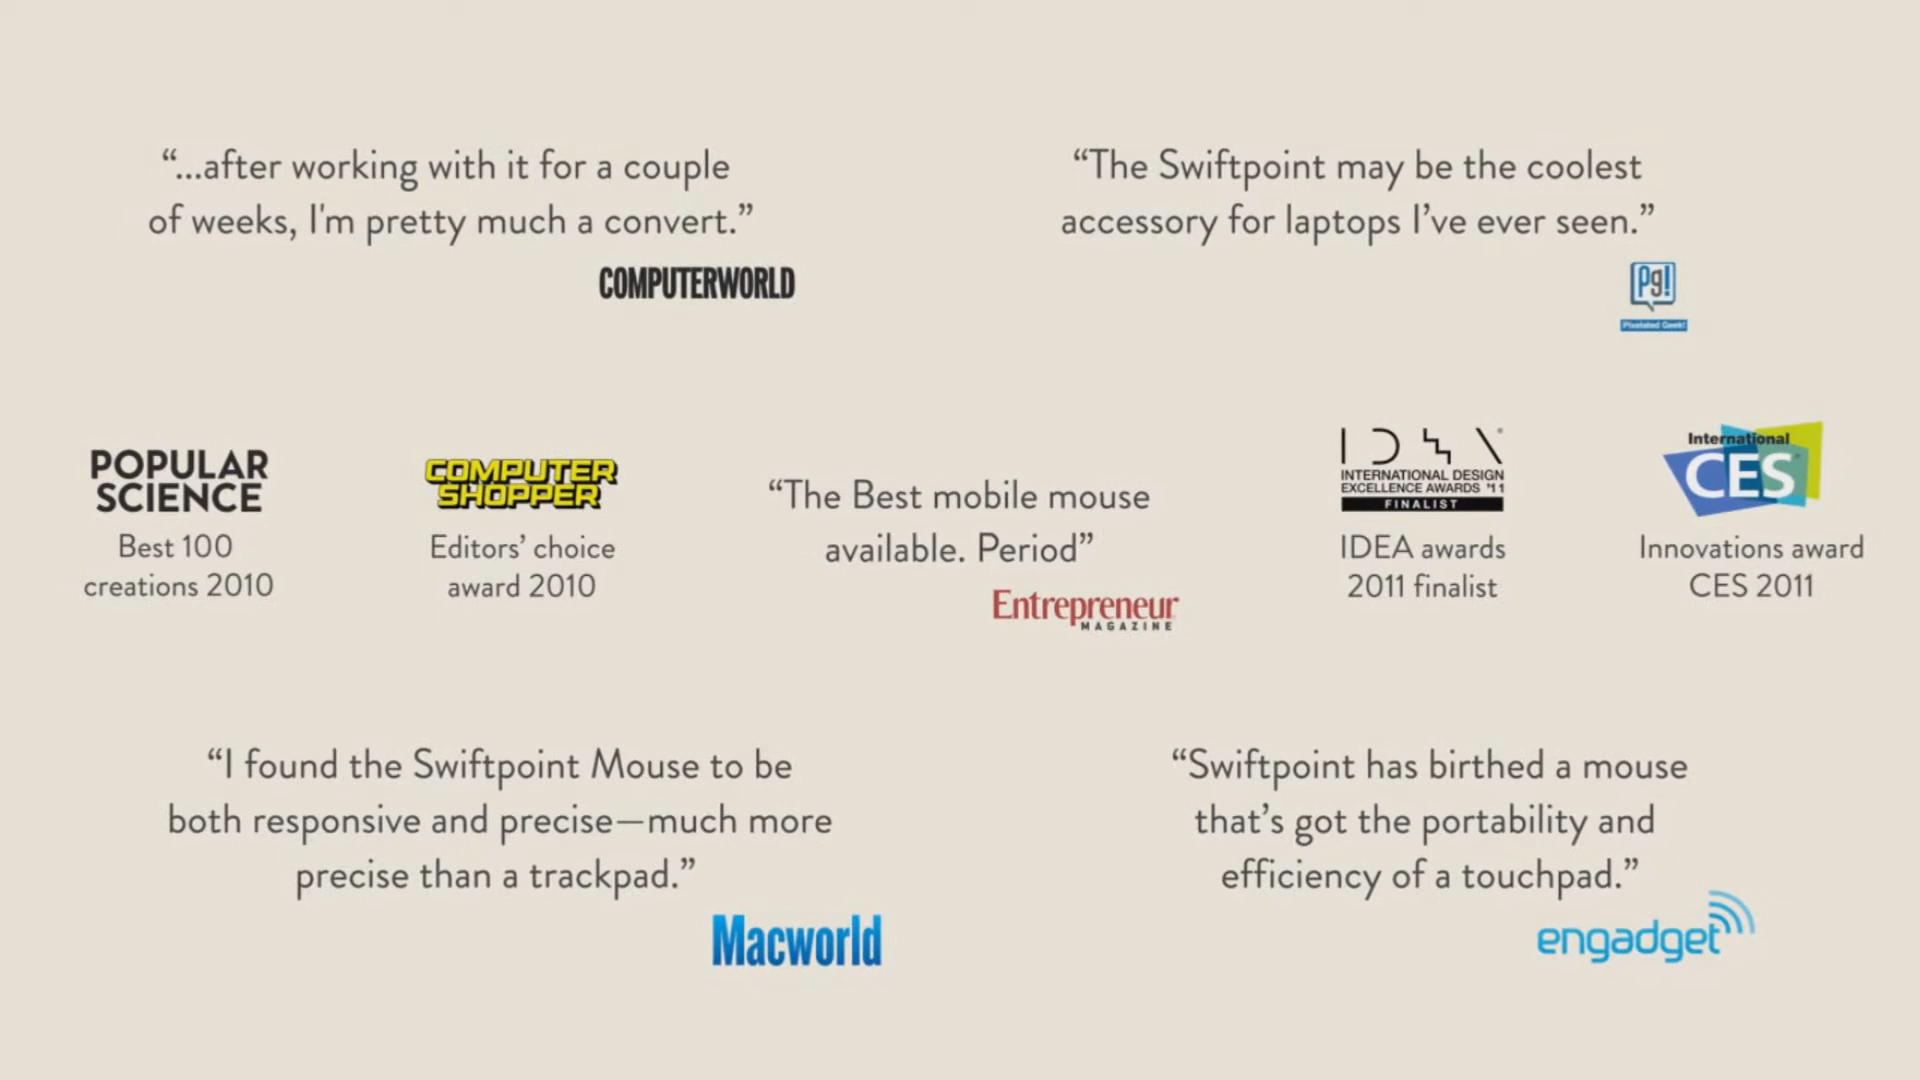 “...after working with it for a couple
of weeks, I'm pretty much a convert.”
COMPUTERWORLD
“The Swiftpoint may be the coolest
accessory for laptops I’ve ever seen.”
Pg!
Pixelated Geek!
POPULAR
SCIENCE
Best 100
creations 2010
COMPUTER
SHOPPER
Editors’ choice
award 2010
“The Best mobile mouse
available. Period”
Entrepreneur
MAGAZINE
IDEA
INTERNATIONAL DESIGN
EXCELLENCE AWARDS '11
FINALIST
IDEA awards
2011 finalist
International
CES
Innovations award
CES 2011
“I found the Swiftpoint Mouse to be
both responsive and precise—much more
precise than a trackpad.”
Macworld
“Swiftpoint has birthed a mouse
that’s got the portability and
efficiency of a touchpad.”
engadget